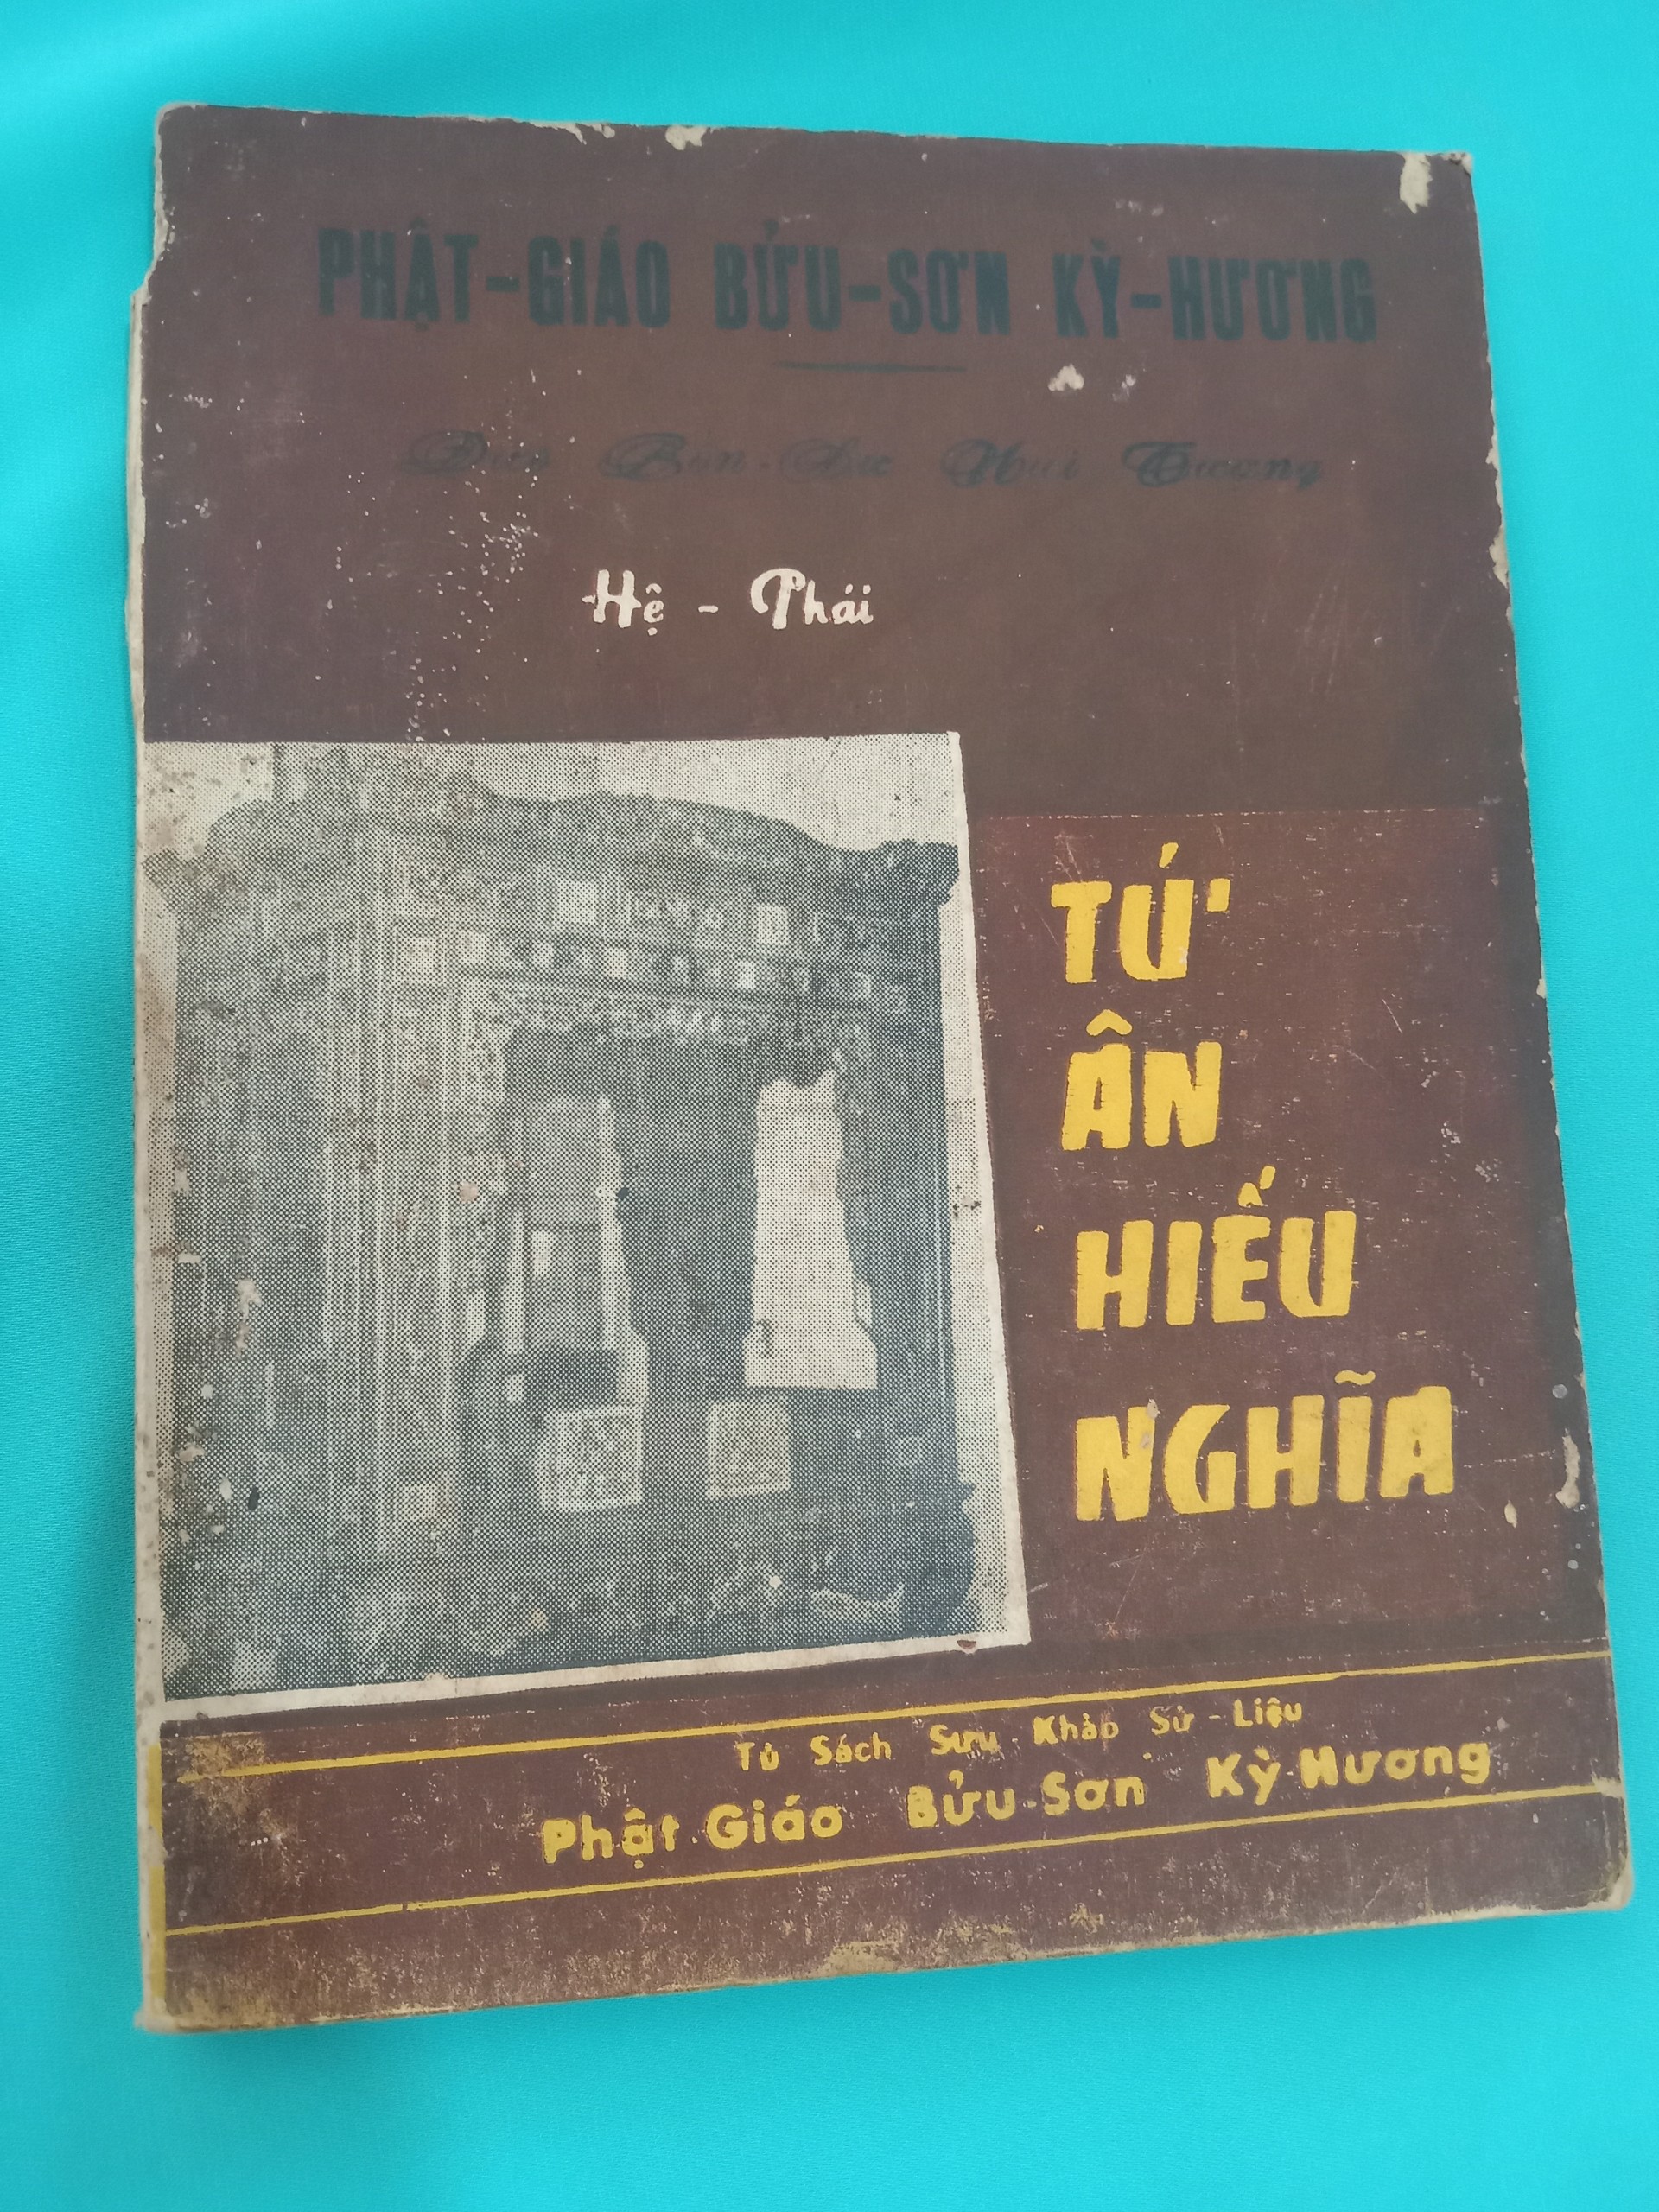 PHẬT-GIÁO BỬU-SƠN KỲ-HƯƠNG
Hệ - Phái
TỨ
ÂN
HIẾU
NGHĨA
Tủ Sách Sưu Khảo Sử - Liệu
Phật Giáo Bửu-Sơn Kỳ-Hương